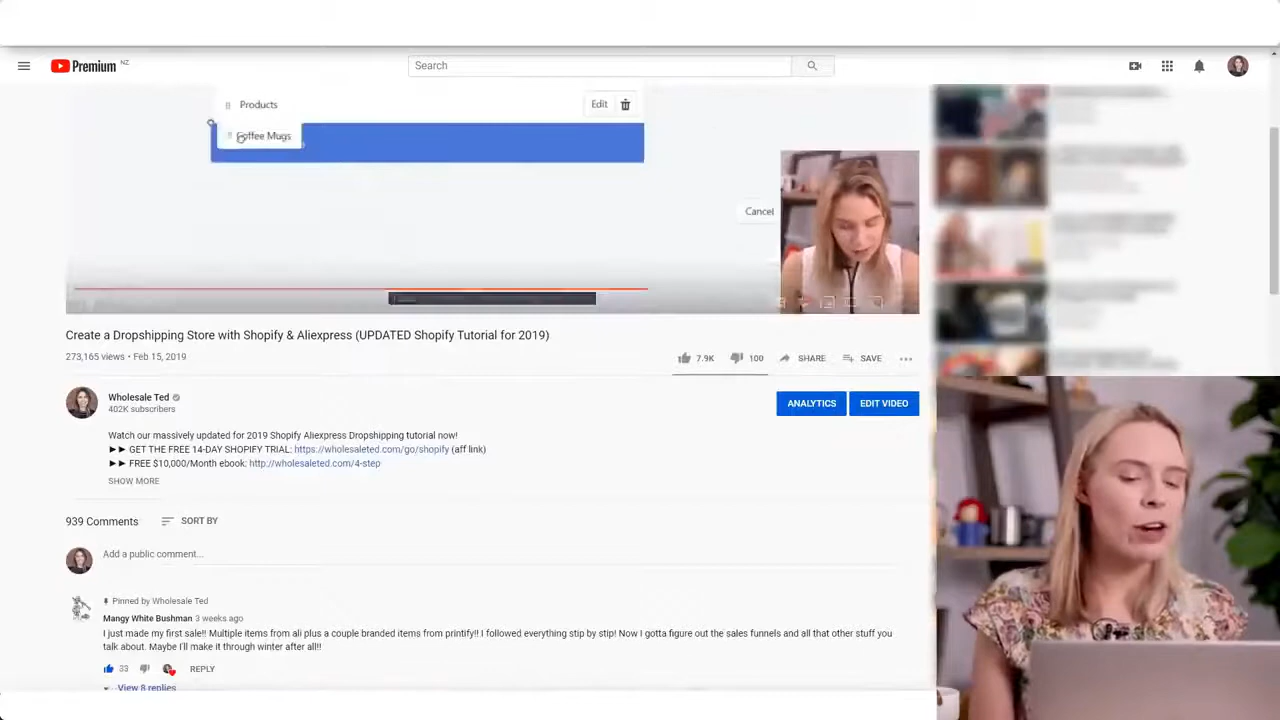 Premium NZ
Search
Products
Edit
Coffee Mugs
Cancel
Create a Dropshipping Store with Shopify & Aliexpress (UPDATED Shopify Tutorial for 2019)
273,165 views • Feb 15, 2019
7.9K
100
SHARE
SAVE
Wholesale Ted
402K subscribers
ANALYTICS
EDIT VIDEO
Watch our massively updated for 2019 Shopify Aliexpress Dropshipping tutorial now!
►► GET THE FREE 14-DAY SHOPIFY TRIAL: https://wholesaleted.com/go/shopify (aff link)
►► FREE $10,000/Month ebook: http://wholesaleted.com/4-step
SHOW MORE
939 Comments
SORT BY
Add a public comment...
Pinned by Wholesale Ted
Mangy White Bushman 3 weeks ago
I just made my first sale!! Multiple items from ali plus a couple branded items from printify!! I followed everything stip by stip! Now I gotta figure out the sales funnels and all that other stuff you
talk about. Maybe I'll make it through winter after all!!
33
REPLY
View 8 replies